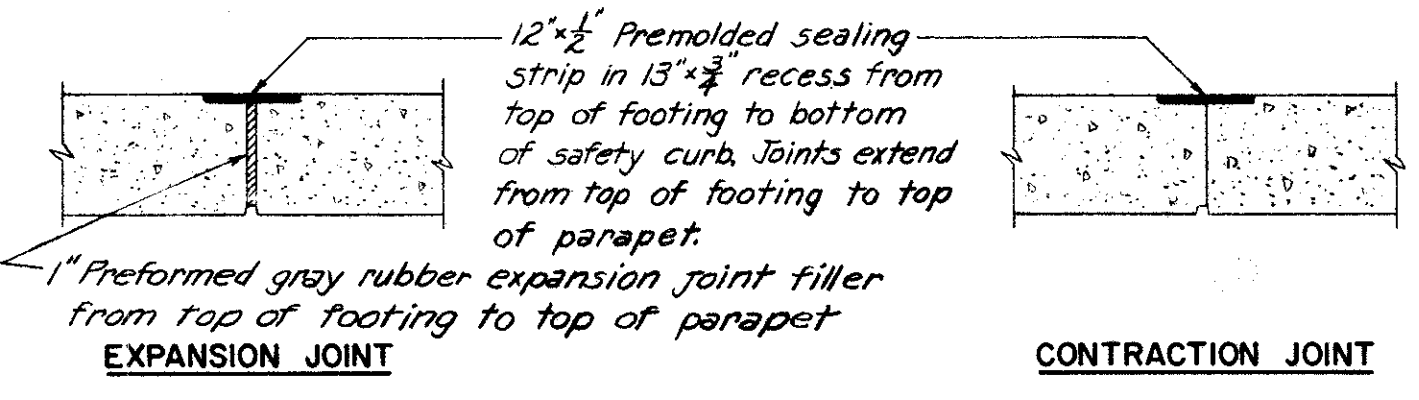 12"x1/2" Premolded sealing
strip in 13"x3/4" recess from
top of footing to bottom
of safety curb. Joints extend
from top of footing to top
of parapet.
1" Preformed gray rubber expansion joint filler
from top of footing to top of parapet
EXPANSION JOINT
CONTRACTION JOINT